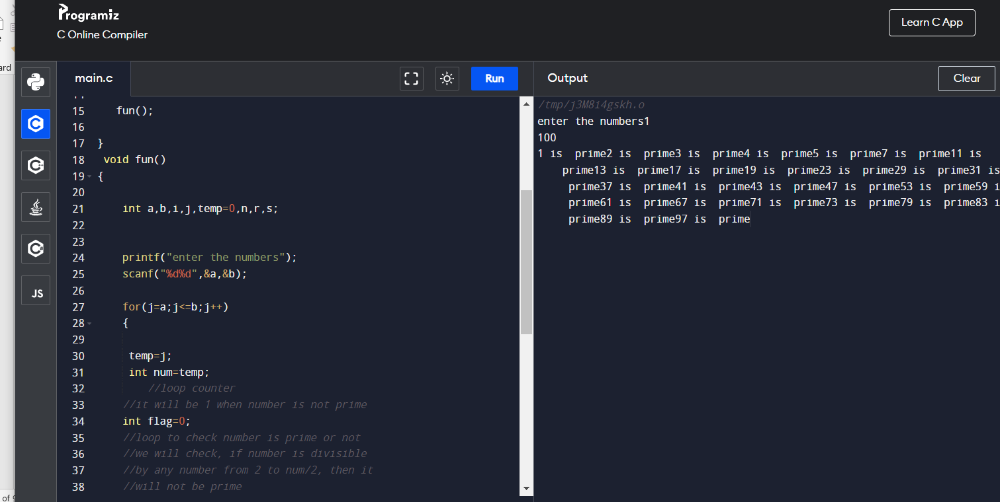 Programiz
C Online Compiler
Learn C App
ard
main.c
Run
Output
Clear
15 fun();
16
17 }
18 void fun()
19 {
20
21 int a,b,i,j,temp=0,n,r,s;
22
23
24 printf("enter the numbers");
25 scanf("%d%d",&a,&b);
26
27 for(j=a;j<=b;j++)
28 {
29
30 temp=j;
31 int num=temp;
32 //loop counter
33 //it will be 1 when number is not prime
34 int flag=0;
35 //loop to check number is prime or not
36 //we will check, if number is divisible
37 //by any number from 2 to num/2, then it
38 //will not be prime
JS
of 9
/tmp/j3M8i4gskh.o
enter the numbers1
100
1 is  prime2 is  prime3 is  prime4 is  prime5 is  prime7 is  prime11 is
prime13 is  prime17 is  prime19 is  prime23 is  prime29 is  prime31 is
prime37 is  prime41 is  prime43 is  prime47 is  prime53 is  prime59 i
prime61 is  prime67 is  prime71 is  prime73 is  prime79 is  prime83 i
prime89 is  prime97 is  prime